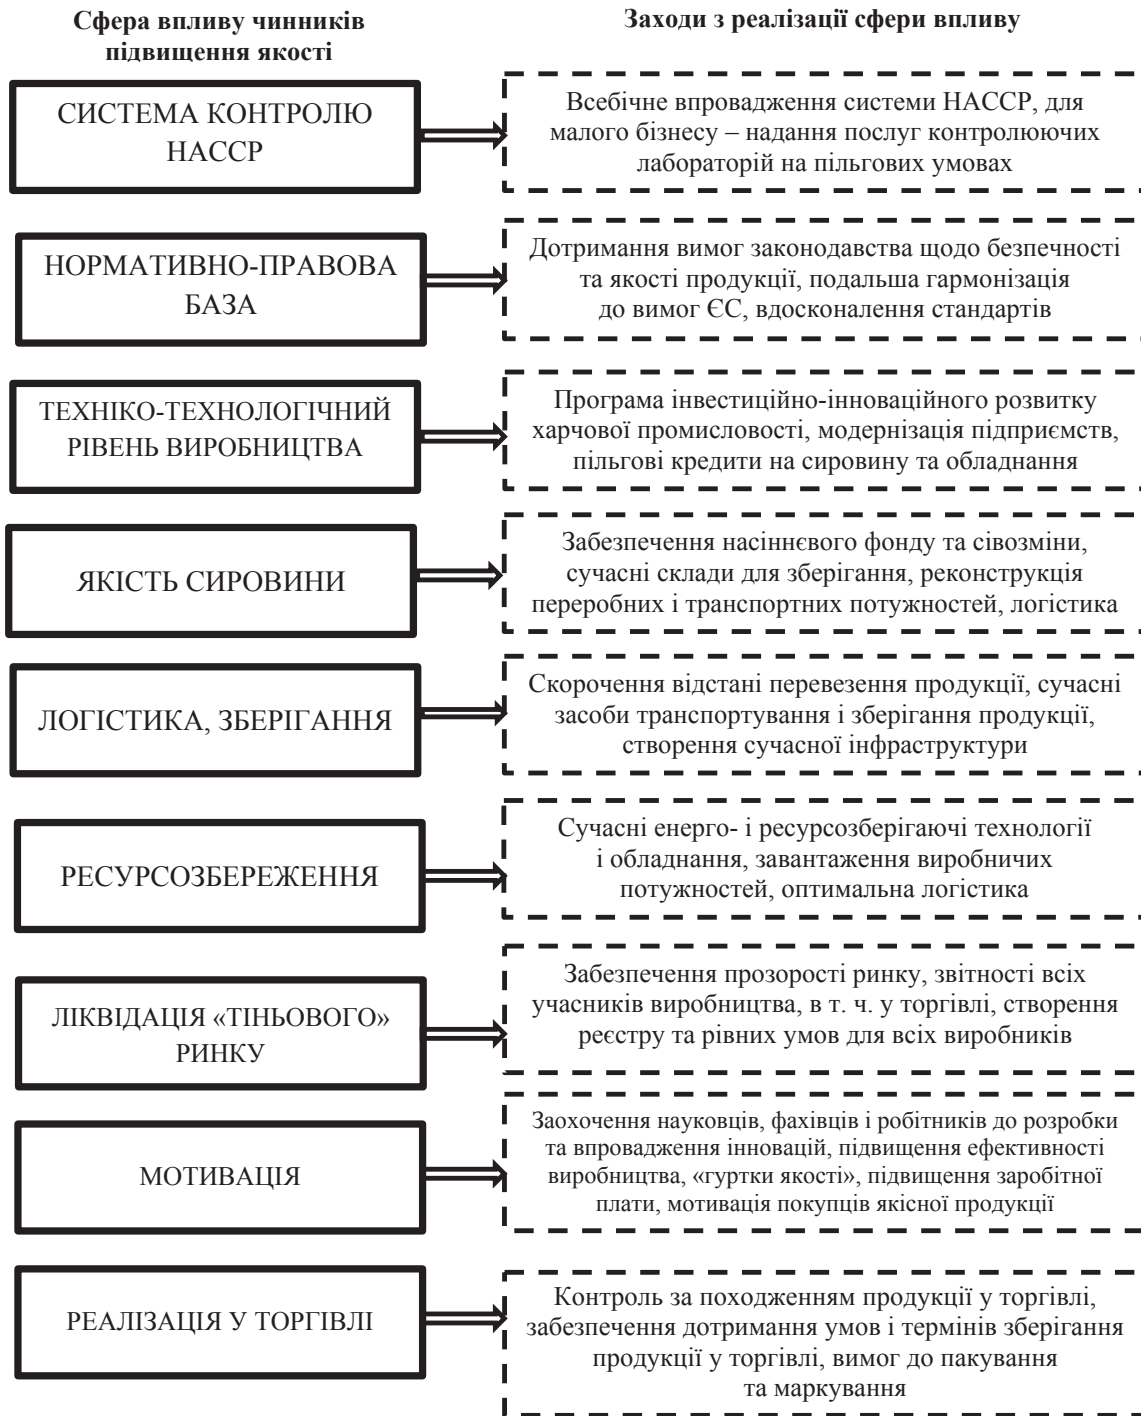 Сфера впливу чинників
підвищення якості
Заходи з реалізації сфери впливу
СИСТЕМА КОНТРОЛЮ
НАССР
Всебічне впровадження системи НАССР, для
малого бізнесу – надання послуг контролюючих
лабораторій на пільгових умовах
НОРМАТИВНО-ПРАВОВА
БАЗА
Дотримання вимог законодавства щодо безпечності
та якості продукції, подальша гармонізація
до вимог ЄС, вдосконалення стандартів
ТЕХНІКО-ТЕХНОЛОГІЧНИЙ
РІВЕНЬ ВИРОБНИЦТВА
Програма інвестиційно-інноваційного розвитку
харчової промисловості, модернізація підприємств,
пільгові кредити на сировину та обладнання
ЯКІСТЬ СИРОВИНИ
Забезпечення насіннєвого фонду та сівозміни,
сучасні склади для зберігання, реконструкція
переробних і транспортних потужностей, логістика
ЛОГІСТИКА, ЗБЕРІГАННЯ
Скорочення відстані перевезення продукції, сучасні
засоби транспортування і зберігання продукції,
створення сучасної інфраструктури
РЕСУРСОЗБЕРЕЖЕННЯ
Сучасні енерго- і ресурсозберігаючі технології
і обладнання, завантаження виробничих
потужностей, оптимальна логістика
ЛІКВІДАЦІЯ «ТІНЬОВОГО»
РИНКУ
Забезпечення прозорості ринку, звітності всіх
учасників виробництва, в т. ч. у торгівлі, створення
реєстру та рівних умов для всіх виробників
МОТИВАЦІЯ
Заохочення науковців, фахівців і робітників до розробки
та впровадження інновацій, підвищення ефективності
виробництва, «гуртки якості», підвищення заробітної
плати, мотивація покупців якісної продукції
РЕАЛІЗАЦІЯ У ТОРГІВЛІ
Контроль за походженням продукції у торгівлі,
забезпечення дотримання умов і термінів зберігання
продукції у торгівлі, вимог до пакування
та маркування